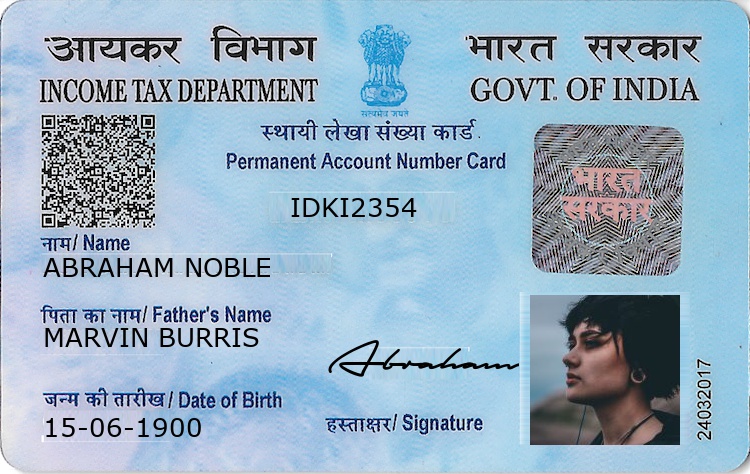 आयकर विभाग
INCOME TAX DEPARTMENT
भारत सरकार
GOVT. OF INDIA
सत्यमेव जयते
स्थायी लेखा संख्या कार्ड
Permanent Account Number Card
IDKI2354
भारत
सरकार
नाम/ Name
ABRAHAM NOBLE
पिता का नाम/ Father's Name
MARVIN BURRIS
Abraham
जन्म की तारीख/ Date of Birth
15-06-1900
हस्ताक्षर/ Signature
24032017